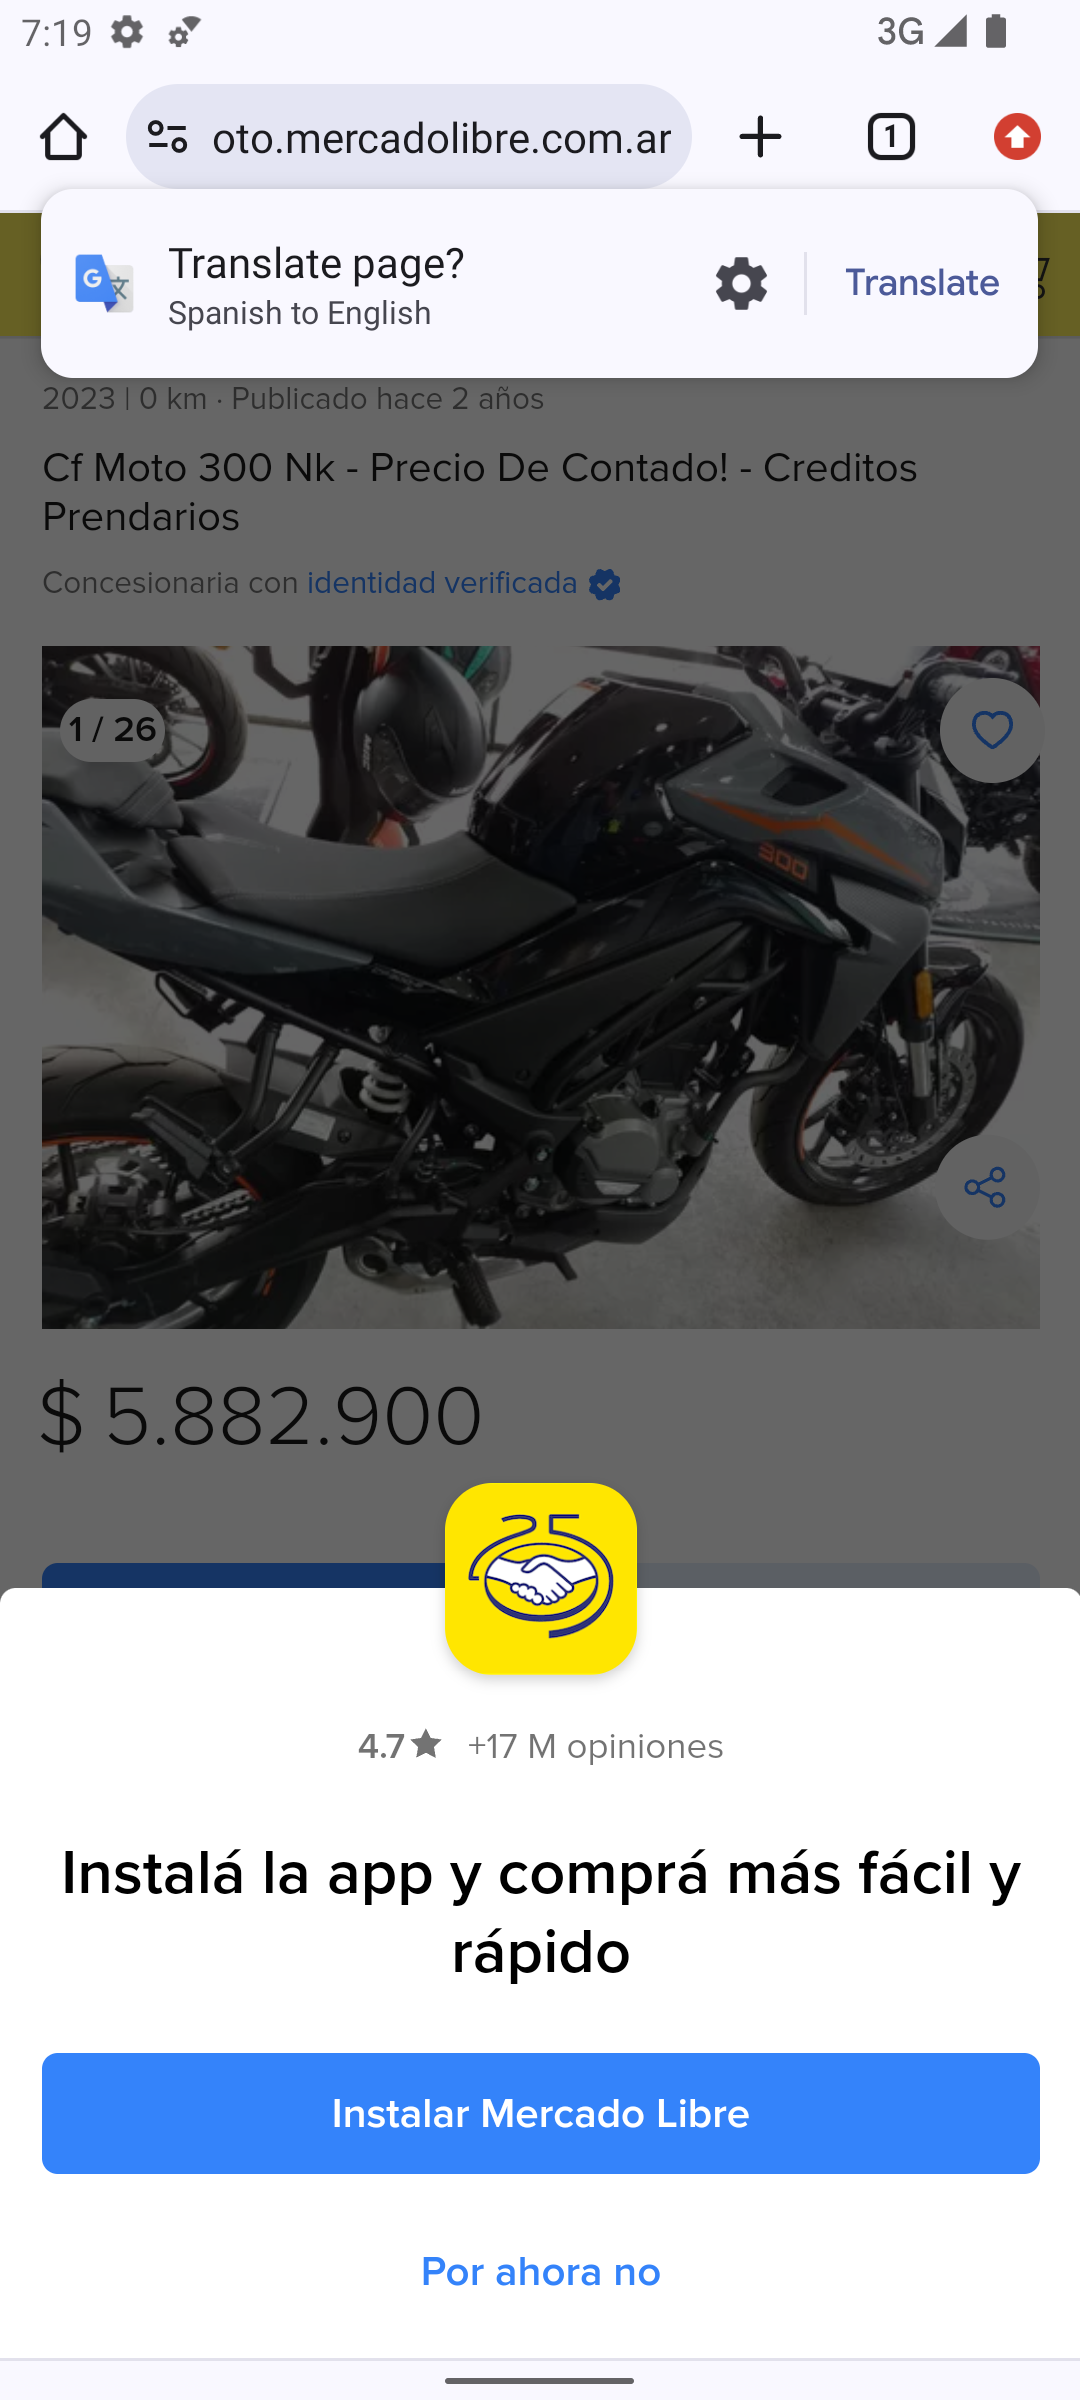 7:19
3G
oto.mercadolibre.com.ar
1
Translate page?
Spanish to English
Translate
2023 | 0 km · Publicado hace 2 años
Cf Moto 300 Nk - Precio De Contado! - Creditos
Prendarios
Concesionaria con identidad verificada
1 / 26
300
$ 5.882.900
25
4.7★ +17 M opiniones
Instalá la app y comprá más fácil y
rápido
Instalar Mercado Libre
Por ahora no